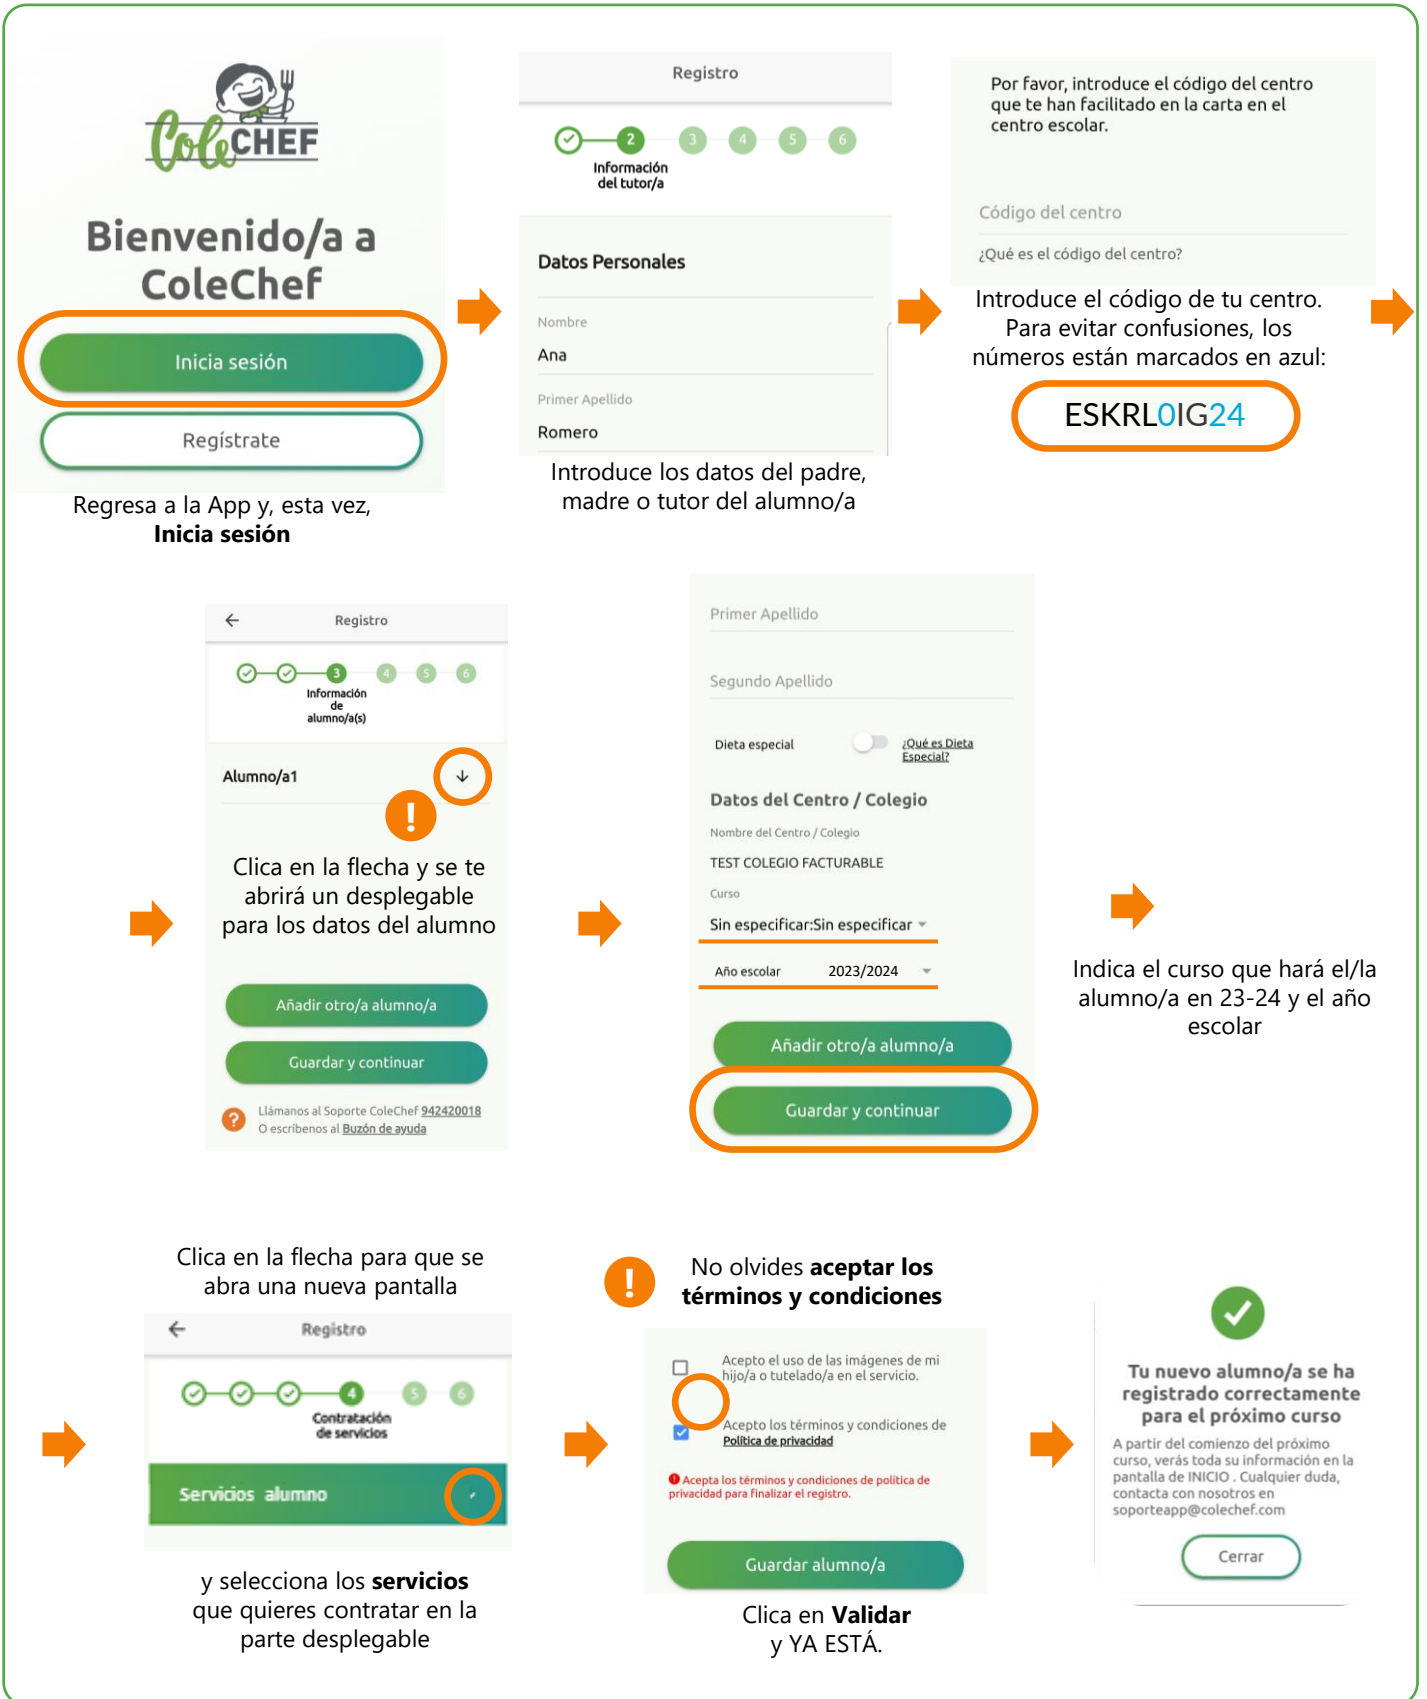 ColeCHEF
Bienvenido/a a
ColeChef
Inicia sesión
Regístrate
Regresa a la App y, esta vez,
Inicia sesión
Registro
2 3 4 5 6
Información
del tutor/a
Datos Personales
Nombre
Ana
Primer Apellido
Romero
Introduce los datos del padre,
madre o tutor del alumno/a
Por favor, introduce el código del centro
que te han facilitado en la carta en el
centro escolar.
Código del centro
¿Qué es el código del centro?
Introduce el código de tu centro.
Para evitar confusiones, los
números están marcados en azul:
ESKRL0IG24
Registro
3 4 5 6
Información
de
alumno/a(s)
Alumno/a1
!
Clica en la flecha y se te
abrirá un desplegable
para los datos del alumno
Añadir otro/a alumno/a
Guardar y continuar
? Llámanos al Soporte ColeChef 942420018
O escríbenos al Buzón de ayuda
Primer Apellido
Segundo Apellido
Dieta especial ¿Qué es Dieta
Especial?
Datos del Centro / Colegio
Nombre del Centro / Colegio
TEST COLEGIO FACTURABLE
Curso
Sin especificar:Sin especificar
Año escolar 2023/2024
Añadir otro/a alumno/a
Guardar y continuar
Indica el curso que hará el/la
alumno/a en 23-24 y el año
escolar
Clica en la flecha para que se
abra una nueva pantalla
Registro
4 5 6
Contratación
de servicios
Servicios alumno
y selecciona los servicios
que quieres contratar en la
parte desplegable
!
No olvides aceptar los
términos y condiciones
Acepto el uso de las imágenes de mi
hijo/a o tutelado/a en el servicio.
Acepto los términos y condiciones de
Política de privacidad
Acepta los términos y condiciones de política de
privacidad para finalizar el registro.
Guardar alumno/a
Clica en Validar
y YA ESTÁ.
Tu nuevo alumno/a se ha
registrado correctamente
para el próximo curso
A partir del comienzo del próximo
curso, verás toda su información en la
pantalla de INICIO . Cualquier duda,
contacta con nosotros en
soporteapp@colechef.com
Cerrar